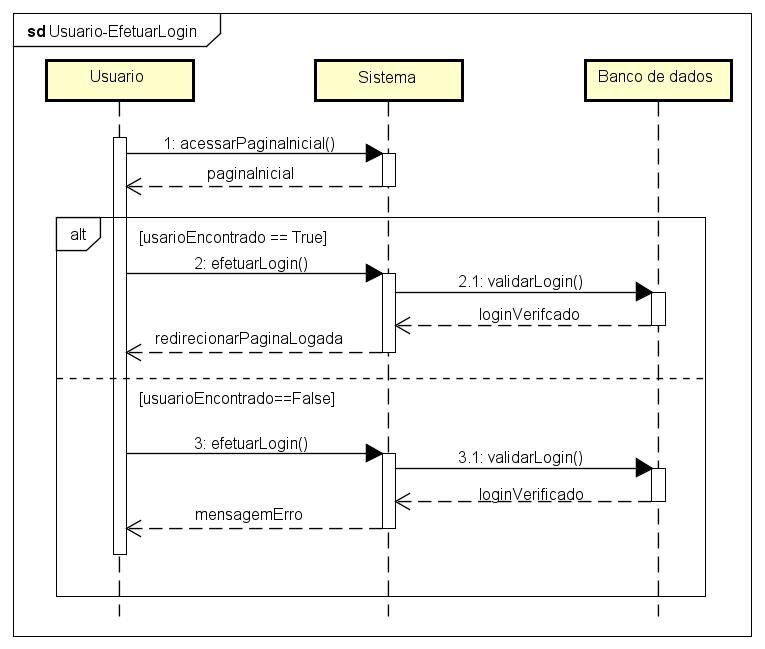 sd Usuario-EfetuarLogin
Usuario
Sistema
Banco de dados
1: acessarPaginaInicial()
paginaInicial
alt
[usarioEncontrado == True]
2: efetuarLogin()
2.1: validarLogin()
loginVerifcado
redirecionarPaginaLogada
[usuarioEncontrado==False]
3: efetuarLogin()
3.1: validarLogin()
loginVerificado
mensagemErro